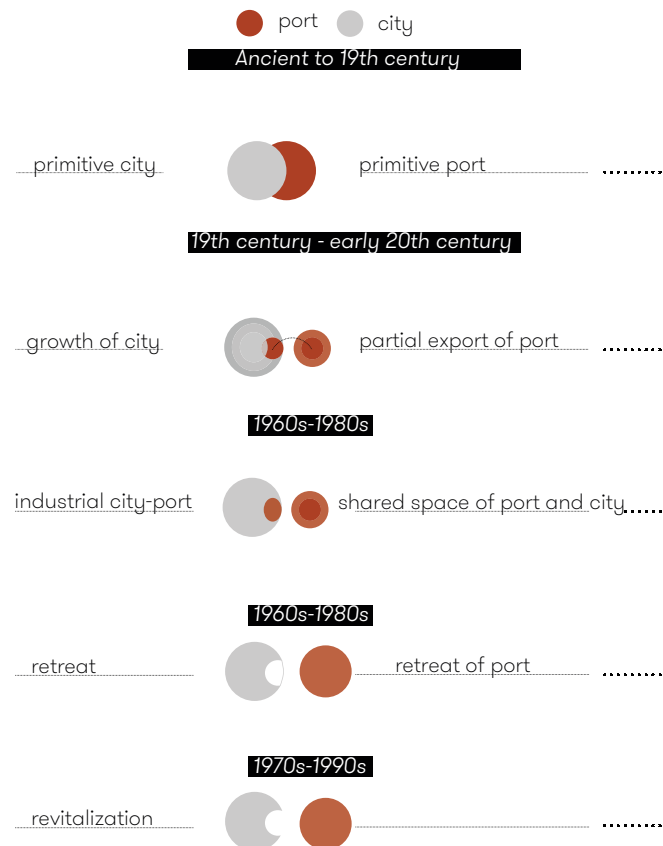 port city
Ancient to 19th century
primitive city primitive port
19th century - early 20th century
growth of city partial export of port
1960s-1980s
industrial city-port shared space of port and city
1960s-1980s
retreat retreat of port
1970s-1990s
revitalization